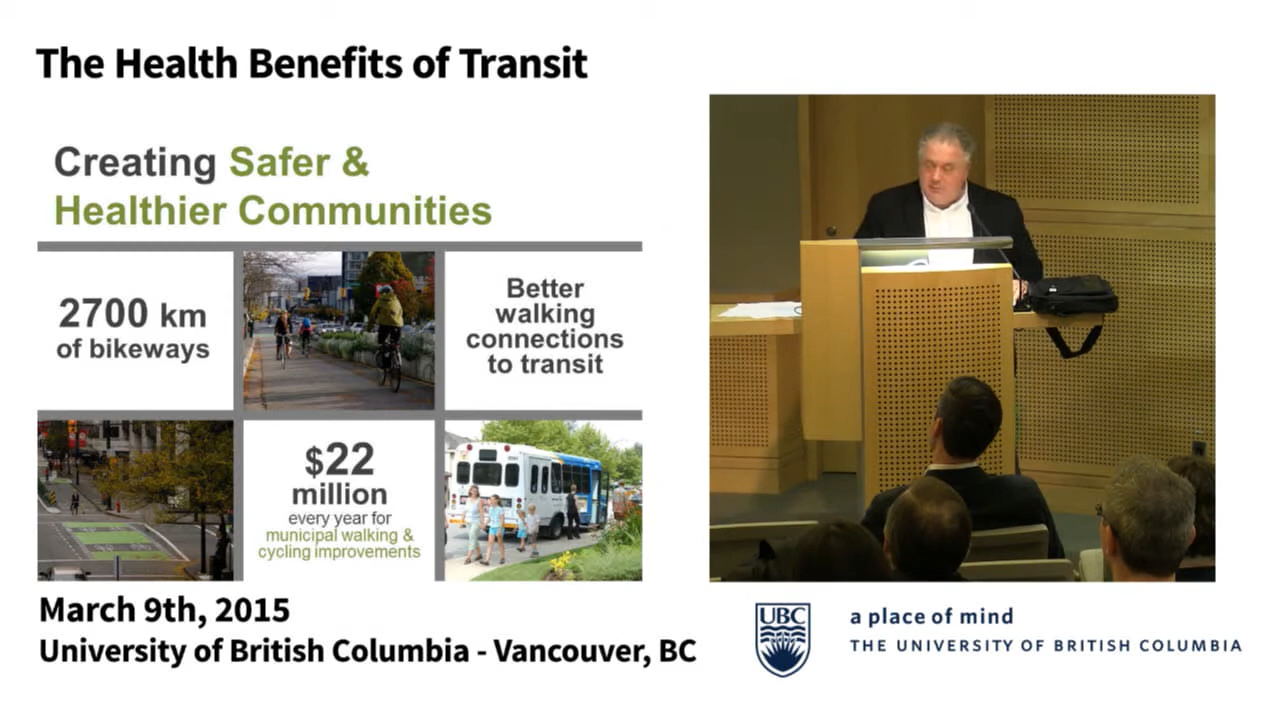 The Health Benefits of Transit
Creating Safer &
Healthier Communities
2700 km
of bikeways
Better
walking
connections
to transit
$22
million
every year for
municipal walking &
cycling improvements
March 9th, 2015
University of British Columbia - Vancouver, BC
UBC
a place of mind
THE UNIVERSITY OF BRITISH COLUMBIA